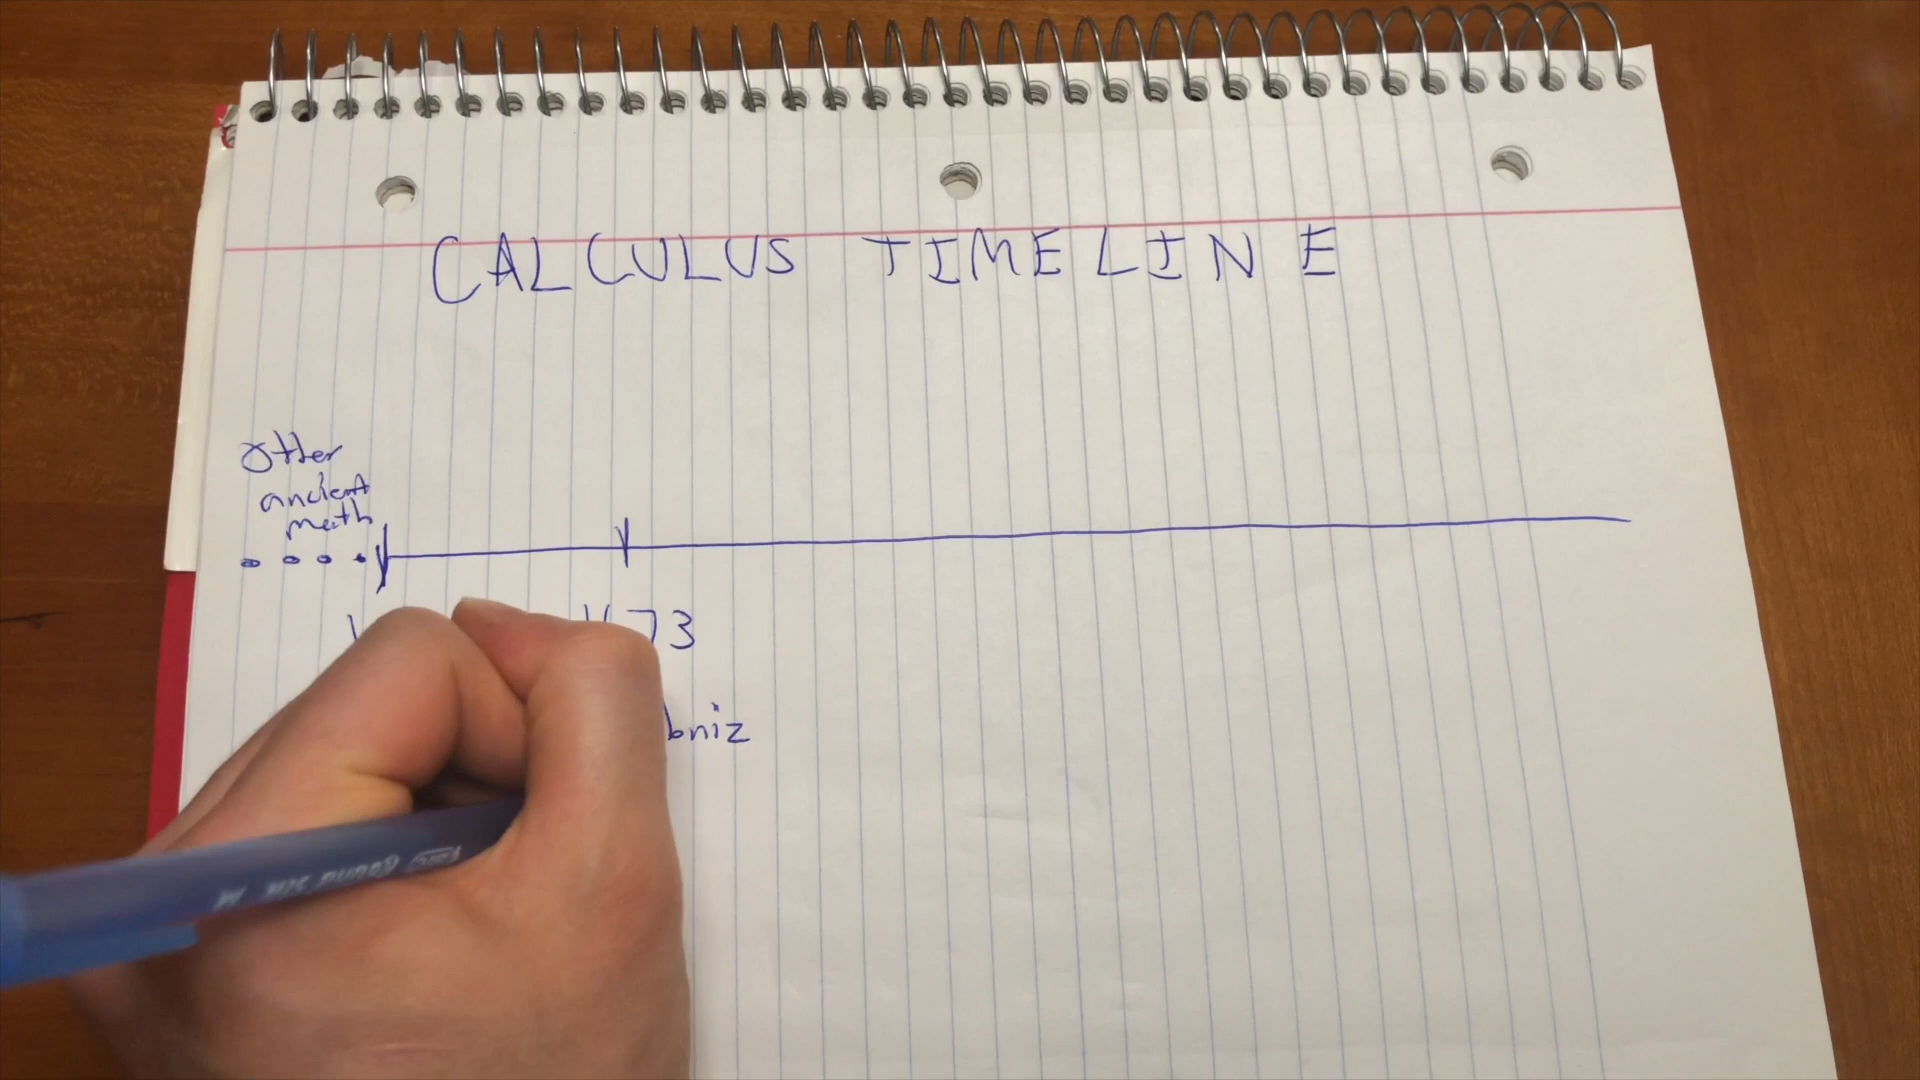 CALCULUS TIMELINE
Other
ancient
math
73
bniz